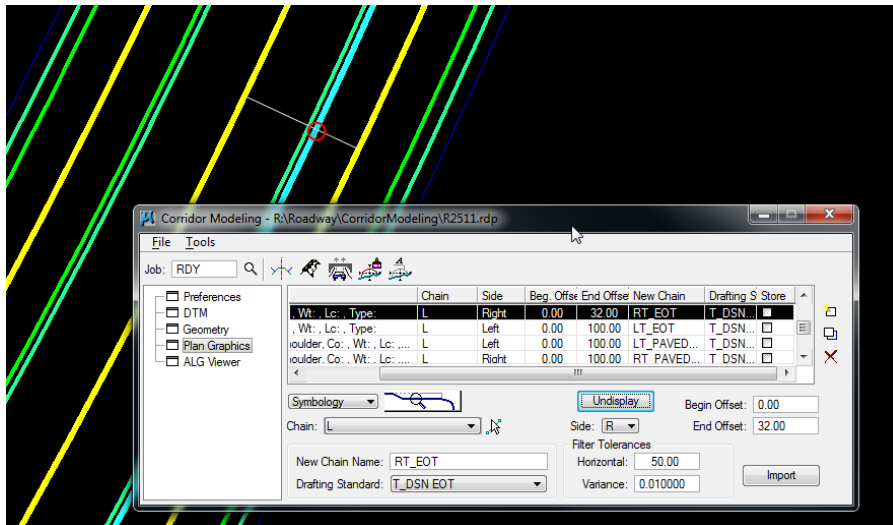 Corridor Modeling - R:\Roadway\CorridorModeling\R2511.rdp
File Tools
Job: RDY
Preferences
DTM
Geometry
Plan Graphics
ALG Viewer
Chain Side Beg. Offse End Offse New Chain Drafting S Store
, Wt: , Lc: , Type: L Right 0.00 32.00 RT_EOT T_DSN...
, Wt: , Lc: , Type: L Left 0.00 100.00 LT_EOT T_DSN...
oulder, Co: , Wt: , Lc: , ... L Left 0.00 100.00 LT_PAVED... T_DSN...
oulder, Co: , Wt: , Lc: .... L Right 0.00 100.00 RT PAVED... T DSN...
Symbology Undisplay Begin Offset: 0.00
Chain: L Side: R End Offset: 32.00
Filter Tolerances
New Chain Name: RT_EOT Horizontal: 50.00 Import
Drafting Standard: T_DSN EOT Variance: 0.010000